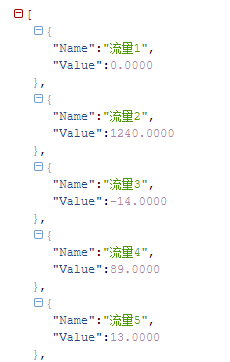 [
{
"Name":"流量1",
"Value":0.0000
},
{
"Name":"流量2",
"Value":1240.0000
},
{
"Name":"流量3",
"Value":-14.0000
},
{
"Name":"流量4",
"Value":89.0000
},
{
"Name":"流量5",
"Value":13.0000
},